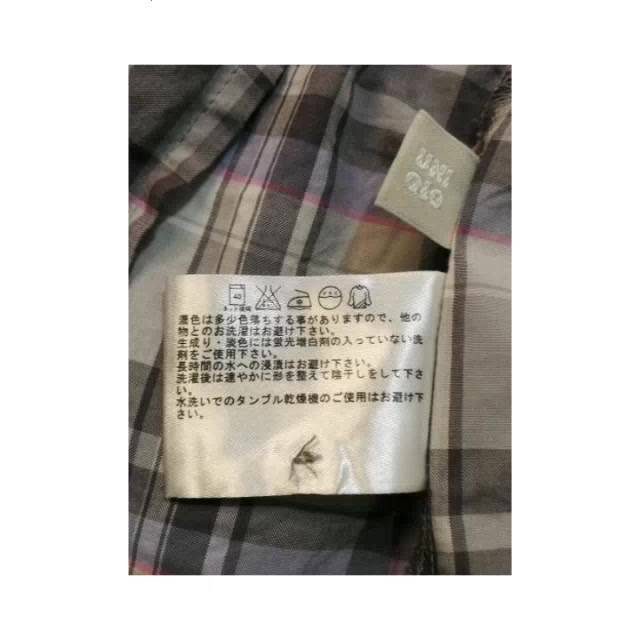 40
ネット使用
濃色は多少色落ちする事がありますので、他の
物とのお洗濯はお避け下さい。
生成り・淡色には蛍光増白剤の入っていない洗
剤をご使用下さい。
長時間の水への浸漬はお避け下さい。
洗濯後は速やかに形を整えて陰干しをして下さ
い。
水洗いでのタンブル乾燥機のご使用はお避け下
さい。